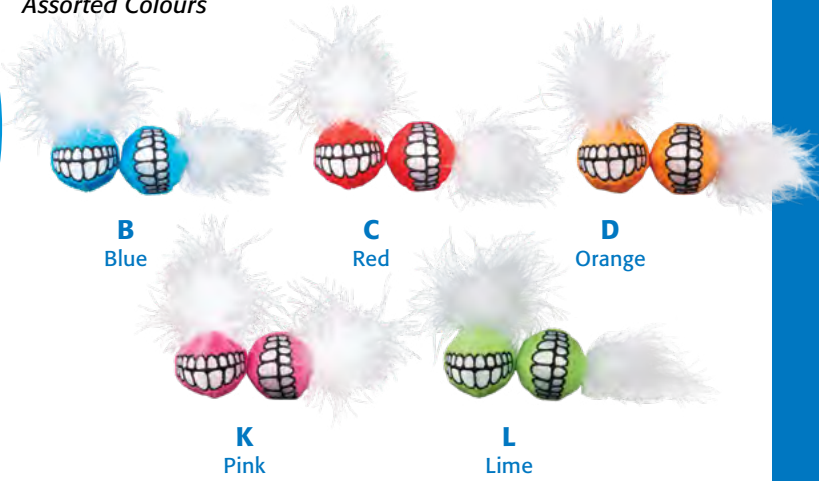 Assorted Colours
B
Blue
C
Red
D
Orange
K
Pink
L
Lime